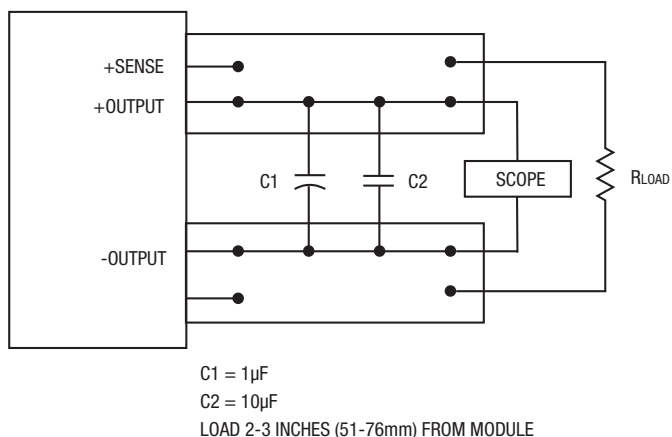 +SENSE
+OUTPUT
C1
C2
SCOPE
RLOAD
-OUTPUT
C1 = 1µF
C2 = 10µF
LOAD 2-3 INCHES (51-76mm) FROM MODULE